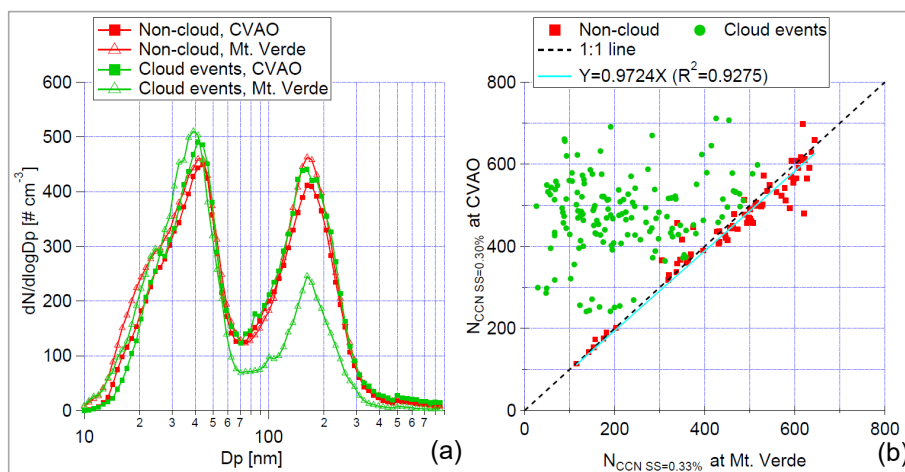 Non-cloud, CVAO
Non-cloud, Mt. Verde
Cloud events, CVAO
Cloud events, Mt. Verde
600
500
400
300
200
100
0
dN/dlogDp [# cm-3]
10
2
3
4
5
6
7
100
2
3
4
5
6
7
Dp [nm]
(a)
Non-cloud
Cloud events
1:1 line
Y=0.9724X (R2=0.9275)
800
600
400
200
0
NCCN SS=0.30% at CVAO
0
200
400
600
800
NCCN SS=0.33% at Mt. Verde
(b)